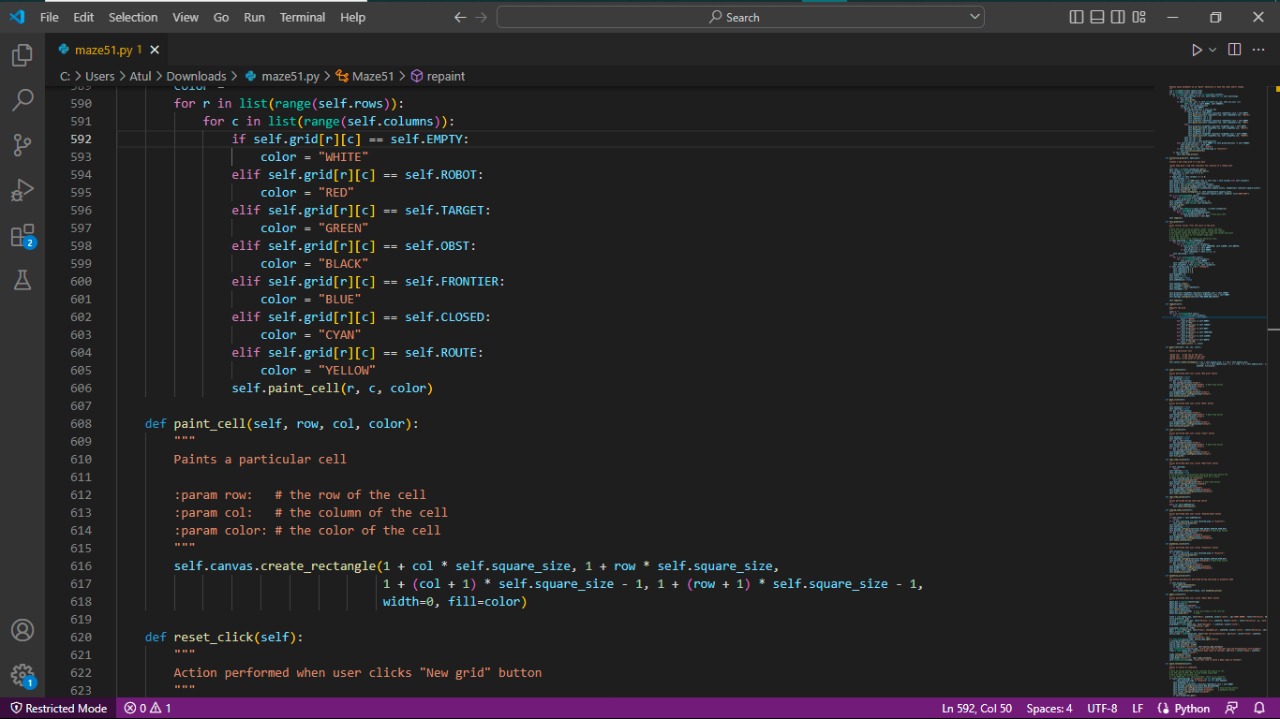 File Edit Selection View Go Run Terminal Help
Search
maze51.py 1
C: > Users > Atul > Downloads > maze51.py > Maze51 > repaint
589 color =
590 for r in list(range(self.rows)):
591 for c in list(range(self.columns)):
592 if self.grid[r][c] == self.EMPTY:
593 color = "WHITE"
594 elif self.grid[r][c] == self.ROBOT:
595 color = "RED"
596 elif self.grid[r][c] == self.TARGET:
597 color = "GREEN"
598 elif self.grid[r][c] == self.OBST:
599 color = "BLACK"
600 elif self.grid[r][c] == self.FRONTIER:
601 color = "BLUE"
602 elif self.grid[r][c] == self.CLOSED:
603 color = "CYAN"
604 elif self.grid[r][c] == self.ROUTE:
605 color = "YELLOW"
606 self.paint_cell(r, c, color)
607
608 def paint_cell(self, row, col, color):
609 """
610 Paints a particular cell
611
612 :param row: # the row of the cell
613 :param col: # the column of the cell
614 :param color: # the color of the cell
615 """
616 self.canvas.create_rectangle(1 + col * self.square_size, 1 + row * self.square_size,
617 1 + (col + 1) * self.square_size - 1, 1 + (row + 1) * self.square_size - 1,
618 width=0, fill=color)
619
620 def reset_click(self):
621 """
622 Action performed when user clicks "New grid" button
623 """
2
1
Restricted Mode 0 1 Ln 592, Col 50 Spaces: 4 UTF-8 LF Python